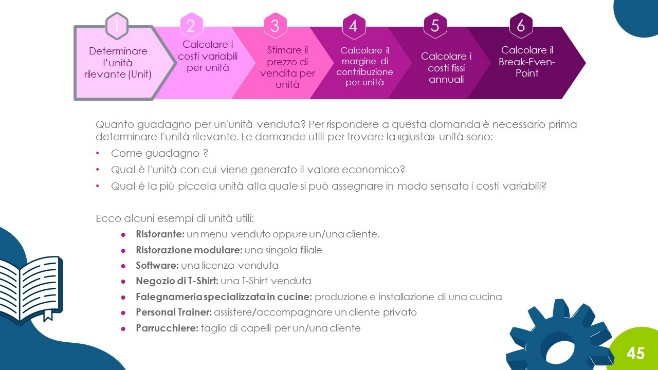 1
Determinare
l'unità
rilevante (Unit)
2
Calcolare i
costi variabili
per unità
3
Stimare il
prezzo di
vendita per
unità
4
Calcolare il
margine di
contribuzione
per unità
5
Calcolare i
costi fissi
annuali
6
Calcolare il
Break-Even-
Point
Quanto guadagno per un'unità venduta? Per rispondere a questa domanda è necessario prima
determinare l'unità rilevante. Le domande utili per trovare la «giusta» unità sono:
• Come guadagno ?
• Qual è l'unità con cui viene generato il valore economico?
• Qual è la più piccola unità alla quale si può assegnare in modo sensato i costi variabili?
Ecco alcuni esempi di unità utili:
● Ristorante: un menu venduto oppure un/una cliente.
● Ristorazione modulare: una singola filiale
● Software: una licenza venduta
● Negozio di T-Shirt: una T-Shirt venduta
● Falegnameria specializzata in cucine: produzione e installazione di una cucina
● Personal Trainer: assistere/accompagnare un cliente privato
● Parrucchiere: taglio di capelli per un/una cliente
45